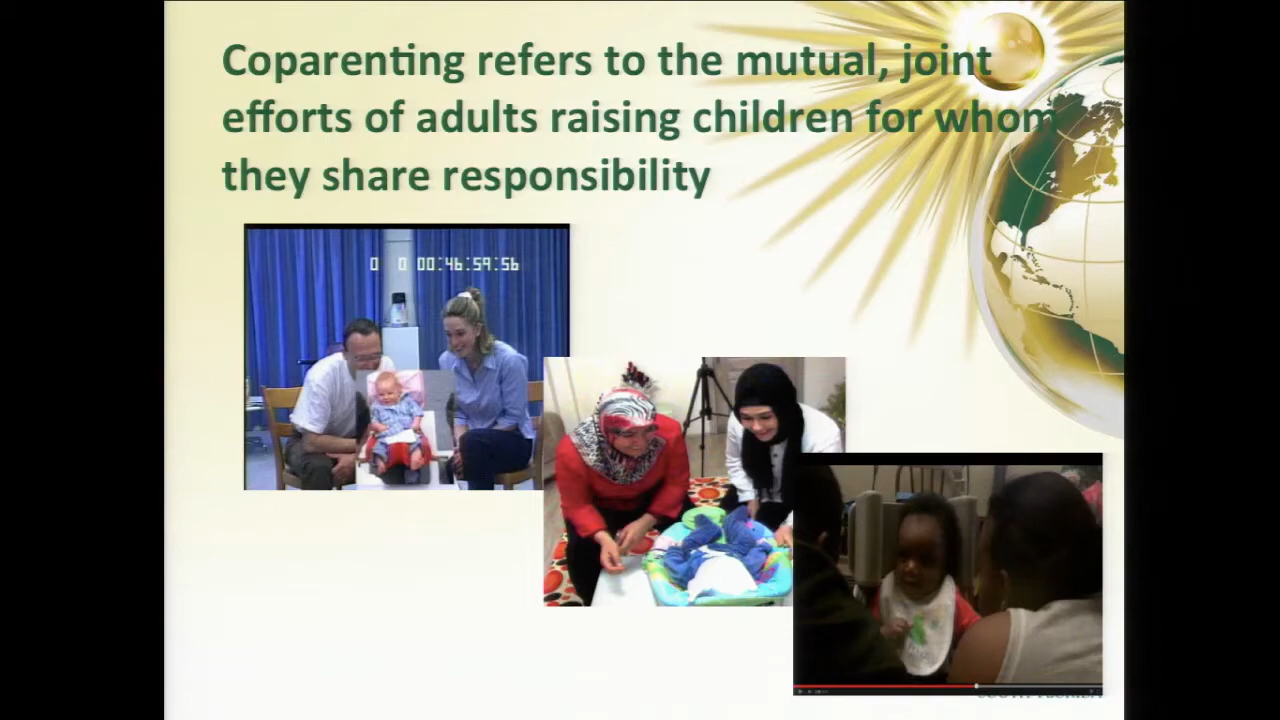 Coparenting refers to the mutual, joint
efforts of adults raising children for whom
they share responsibility
0 0 00:46:59:56